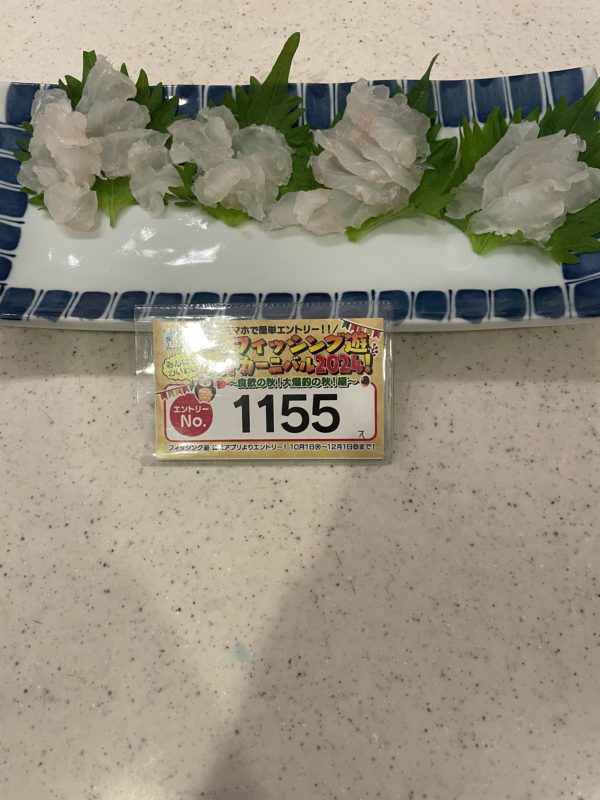 マホで簡単エントリー!!
フィッシング遊
カーニバル2024!
〜食欲の秋!大爆釣の秋!編〜
エントリー
No.
1155
フィッシング遊 公式アプリよりエントリー! 10月1日㊋〜12月1日㊐まで!